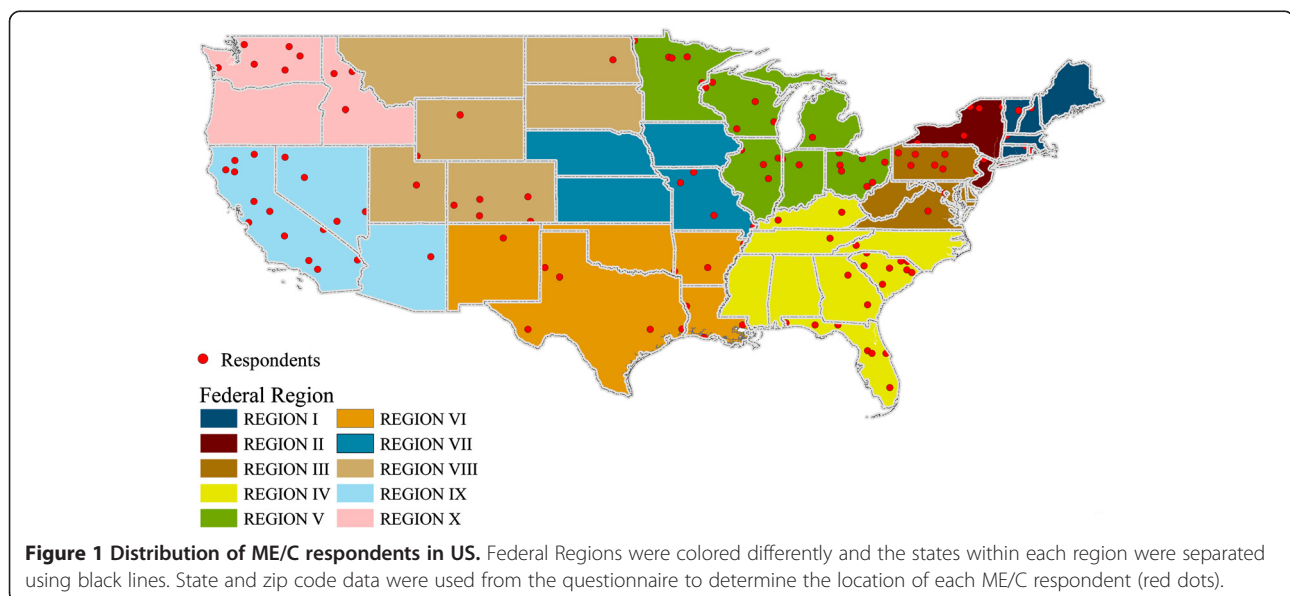 Respondents
Federal Region
REGION I
REGION II
REGION III
REGION IV
REGION V
REGION VI
REGION VII
REGION VIII
REGION IX
REGION X
Figure 1 Distribution of ME/C respondents in US. Federal Regions were colored differently and the states within each region were separated
using black lines. State and zip code data were used from the questionnaire to determine the location of each ME/C respondent (red dots).